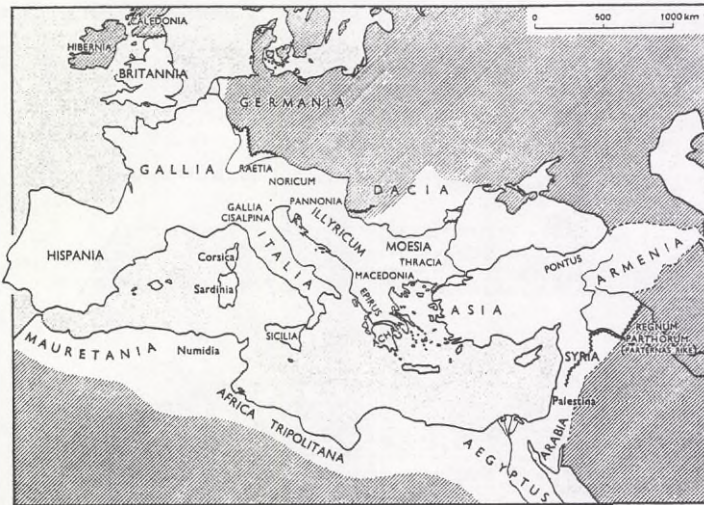 CALEDONIA
0 500 1000 km
HIBERNIA
BRITANNIA
GERMANIA
GALLIA
RAETIA
NORICUM
DACIA
GALLIA
CISALPINA
PANNONIA
ILLYRICUM
ITALIA
MOESIA
THRACIA
MACEDONIA
HISPANIA
Corsica
Sardinia
EPIRUS
PONTUS
ARMENIA
ASIA
SICILIA
MAURETANIA
Numidia
SYRIA
REGNUM
PARTHORUM
(PARTERNAS RIKE)
Palestina
AFRICA
TRIPOLITANA
ARABIA
AEGYPTUS